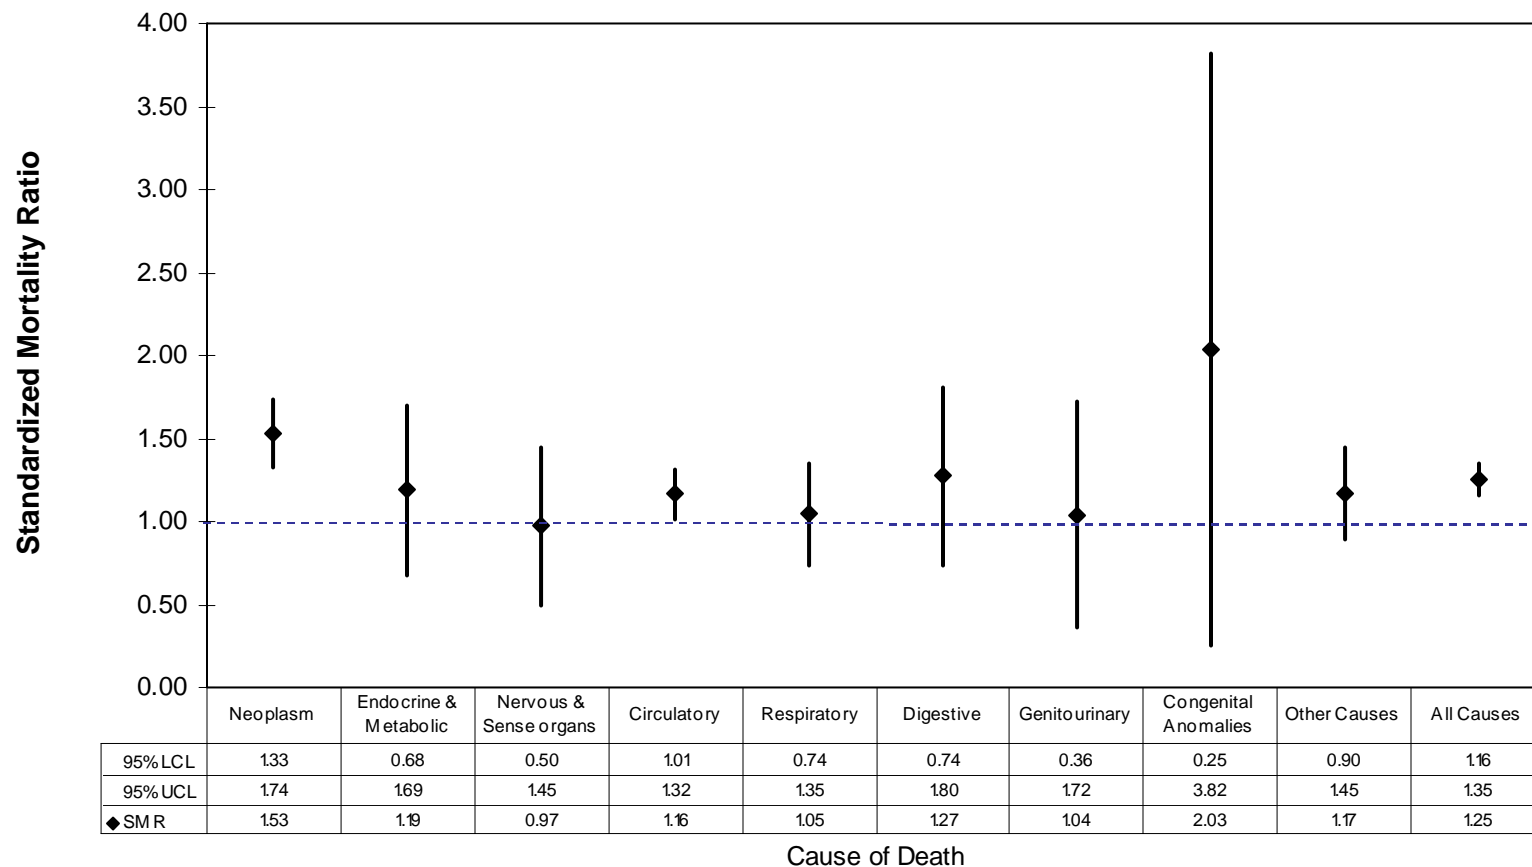 Standardized Mortality Ratio
4.00
3.50
3.00
2.50
2.00
1.50
1.00
0.50
0.00
Neoplasm Endocrine & Metabolic Nervous & Sense organs Circulatory Respiratory Digestive Genitourinary Congenital Anomalies Other Causes All Causes
95% LCL 1.33 0.68 0.50 1.01 0.74 0.74 0.36 0.25 0.90 1.16
95% UCL 1.74 1.69 1.45 1.32 1.35 1.80 1.72 3.82 1.45 1.35
SMR 1.53 1.19 0.97 1.16 1.05 1.27 1.04 2.03 1.17 1.25
Cause of Death